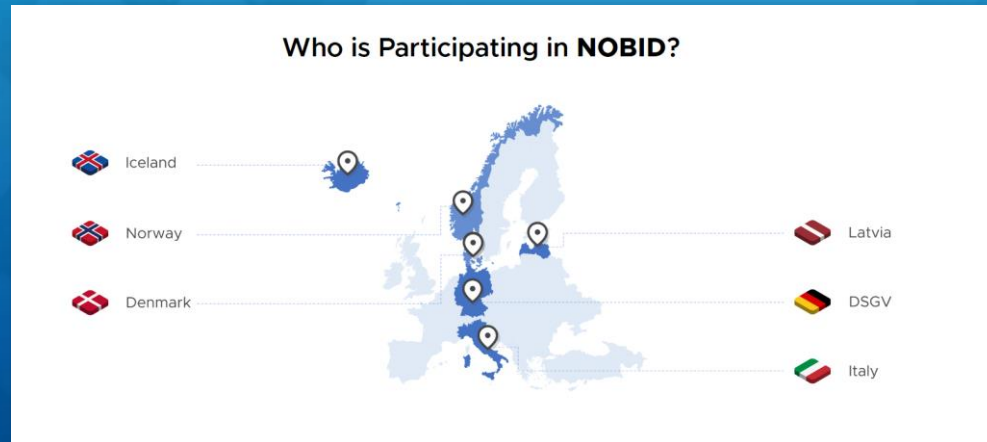 Who is Participating in NOBID?
Iceland
Norway
Denmark
Latvia
DSGV
Italy